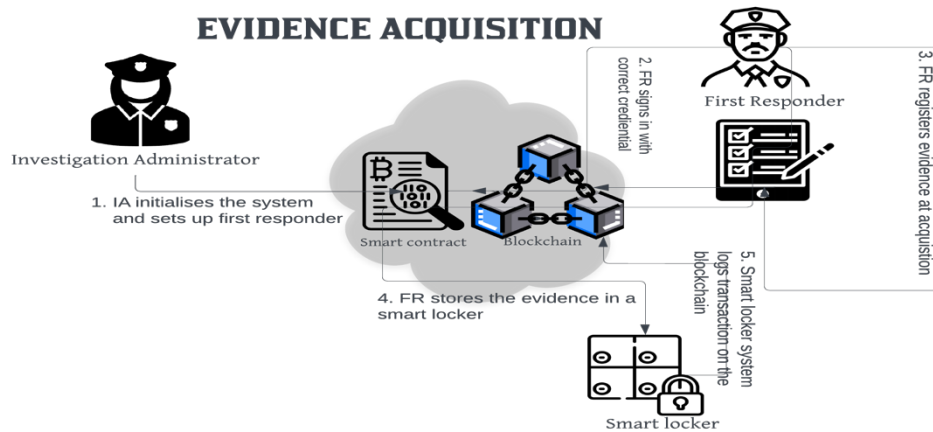 EVIDENCE ACQUISITION
First Responder
Investigation Administrator
1. IA initialises the system
and sets up first responder
2. FR signs in with
correct credential
3. FR registers evidence at acquistion
Smart contract
Blockchain
4. FR stores the evidence in a
smart locker
5. Smart locker system
logs transaction on the
blockchain
Smart locker